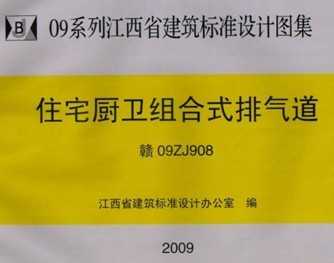 B
09系列江西省建筑标准设计图集
住宅厨卫组合式排气道
赣 09ZJ908
江西省建筑标准设计办公室 编
2009